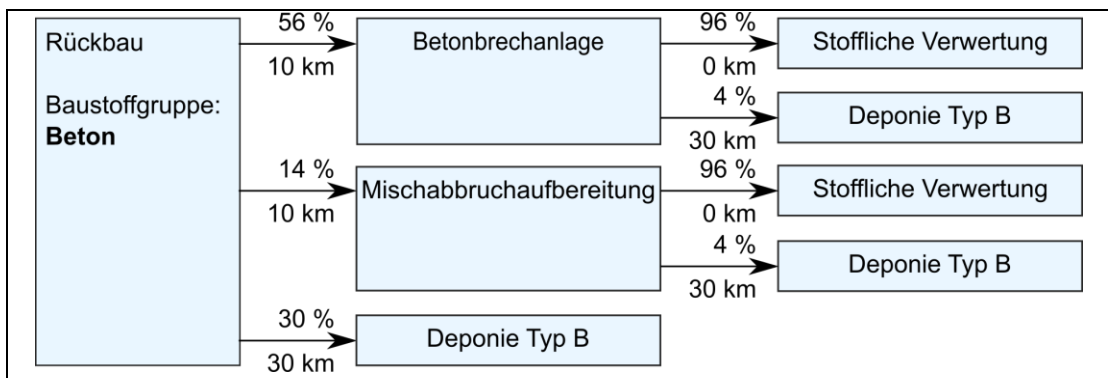 Rückbau
Baustoffgruppe:
Beton
56 %
10 km
Betonbrechanlage
96 %
0 km
Stoffliche Verwertung
4 %
30 km
Deponie Typ B
14 %
10 km
Mischabbruchaufbereitung
96 %
0 km
Stoffliche Verwertung
4 %
30 km
Deponie Typ B
30 %
30 km
Deponie Typ B